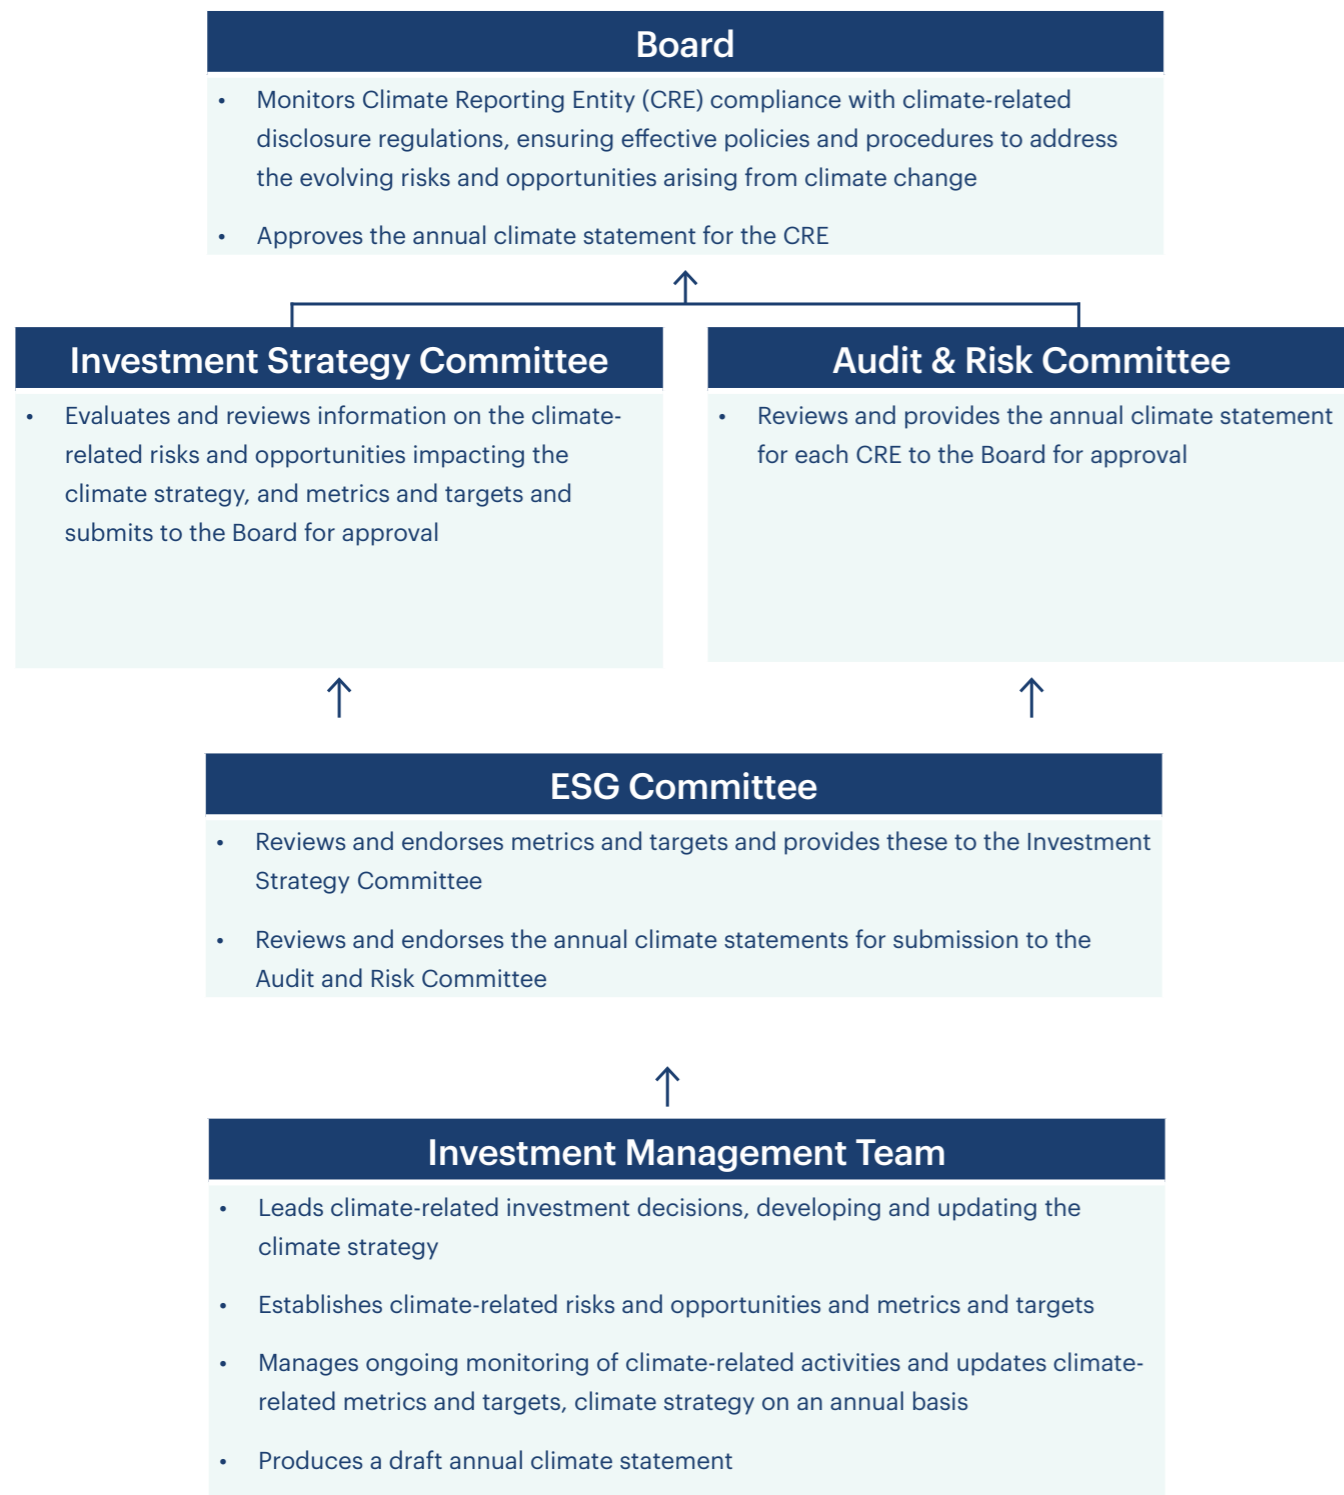 Board
• Monitors Climate Reporting Entity (CRE) compliance with climate-related
disclosure regulations, ensuring effective policies and procedures to address
the evolving risks and opportunities arising from climate change
• Approves the annual climate statement for the CRE
Investment Strategy Committee
• Evaluates and reviews information on the climate-
related risks and opportunities impacting the
climate strategy, and metrics and targets and
submits to the Board for approval
Audit & Risk Committee
• Reviews and provides the annual climate statement
for each CRE to the Board for approval
ESG Committee
• Reviews and endorses metrics and targets and provides these to the Investment
Strategy Committee
• Reviews and endorses the annual climate statements for submission to the
Audit and Risk Committee
Investment Management Team
• Leads climate-related investment decisions, developing and updating the
climate strategy
• Establishes climate-related risks and opportunities and metrics and targets
• Manages ongoing monitoring of climate-related activities and updates climate-
related metrics and targets, climate strategy on an annual basis
• Produces a draft annual climate statement